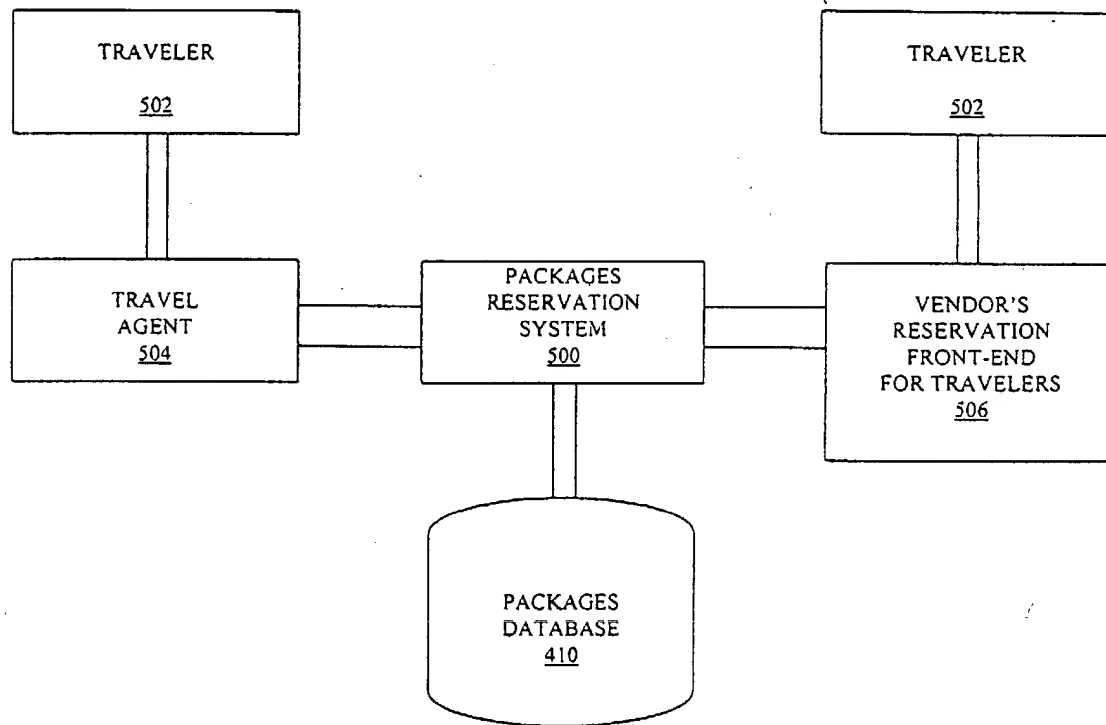 TRAVELER
502
TRAVELER
502
TRAVEL
AGENT
504
PACKAGES
RESERVATION
SYSTEM
500
VENDOR'S
RESERVATION
FRONT-END
FOR TRAVELERS
506
PACKAGES
DATABASE
410